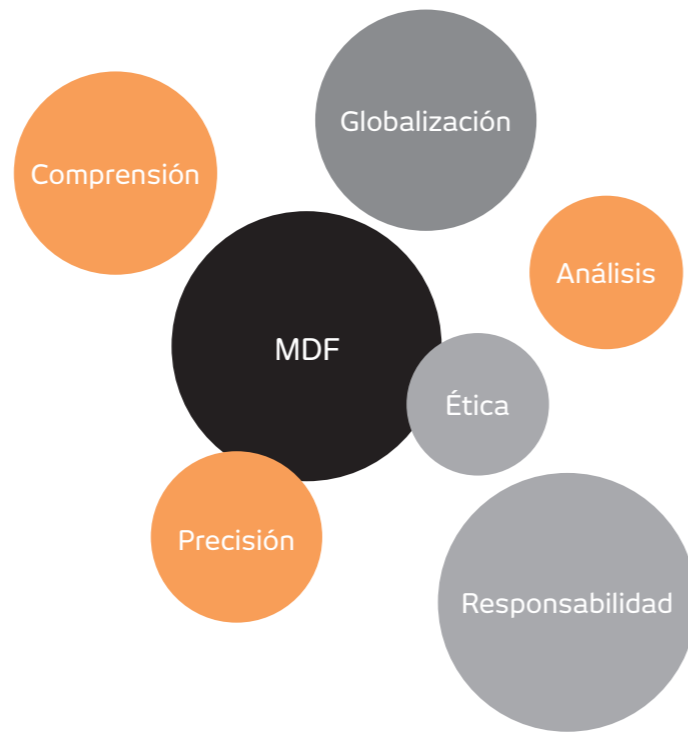 Globalización
Comprensión
Análisis
MDF
Ética
Precisión
Responsabilidad